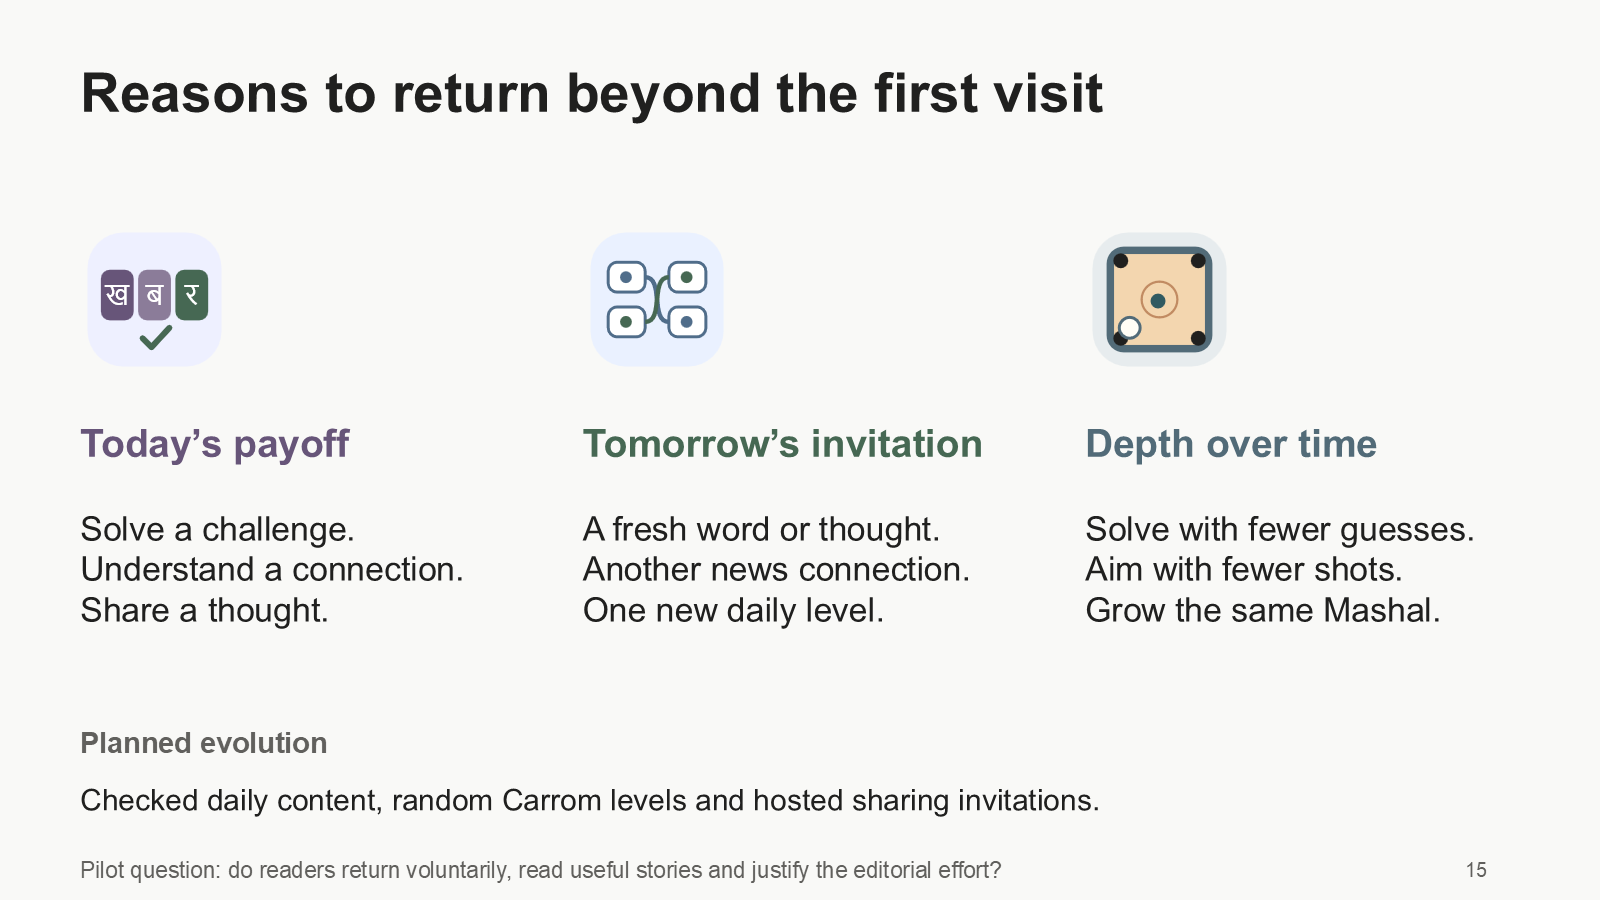 Reasons to return beyond the first visit
ख ब र
Today’s payoff
Solve a challenge.
Understand a connection.
Share a thought.
Tomorrow’s invitation
A fresh word or thought.
Another news connection.
One new daily level.
Depth over time
Solve with fewer guesses.
Aim with fewer shots.
Grow the same Mashal.
Planned evolution
Checked daily content, random Carrom levels and hosted sharing invitations.
Pilot question: do readers return voluntarily, read useful stories and justify the editorial effort?
15